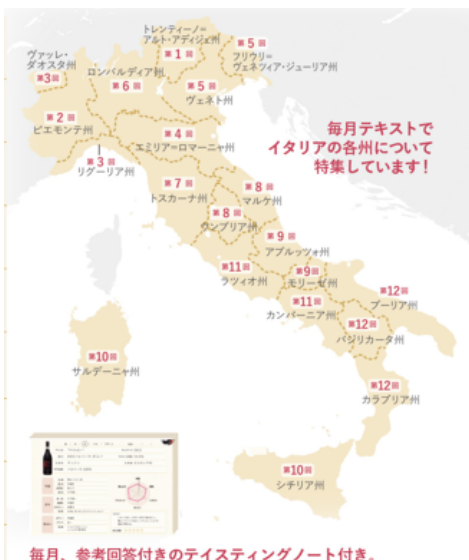 トレンティーノ＝
アルト・アディジェ州
第1回
第5回
フリウリ＝
ヴェネツィア・ジューリア州
ヴァッレ・
ダオスタ州
第3回
ロンバルディア州
第6回
第5回
ヴェネト州
第2回
ピエモンテ州
第4回
エミリア＝ロマーニャ州
毎月テキストで
イタリアの各州について
特集しています！
第3回
リグーリア州
第7回
トスカーナ州
第8回
マルケ州
第8回
ウンブリア州
第9回
アブルッツォ州
第11回
ラツィオ州
第9回
モリーゼ州
第11回
カンパーニア州
第12回
プーリア州
第12回
バジリカータ州
第10回
サルデーニャ州
第12回
カラブリア州
第10回
シチリア州
毎月、参考回答付きのテイスティングノート付き。